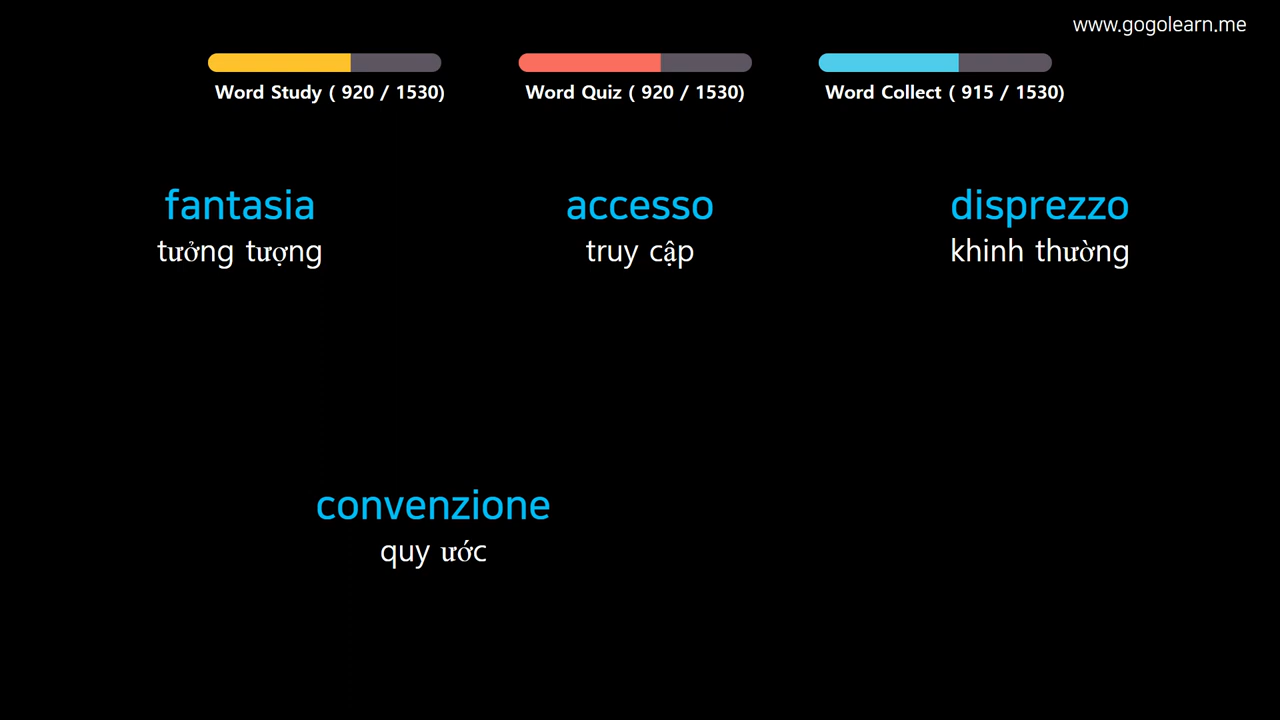 www.gogolearn.me
Word Study ( 920 / 1530)
Word Quiz ( 920 / 1530)
Word Collect ( 915 / 1530)
fantasia
tưởng tượng
accesso
truy cập
disprezzo
khinh thường
convenzione
quy ước